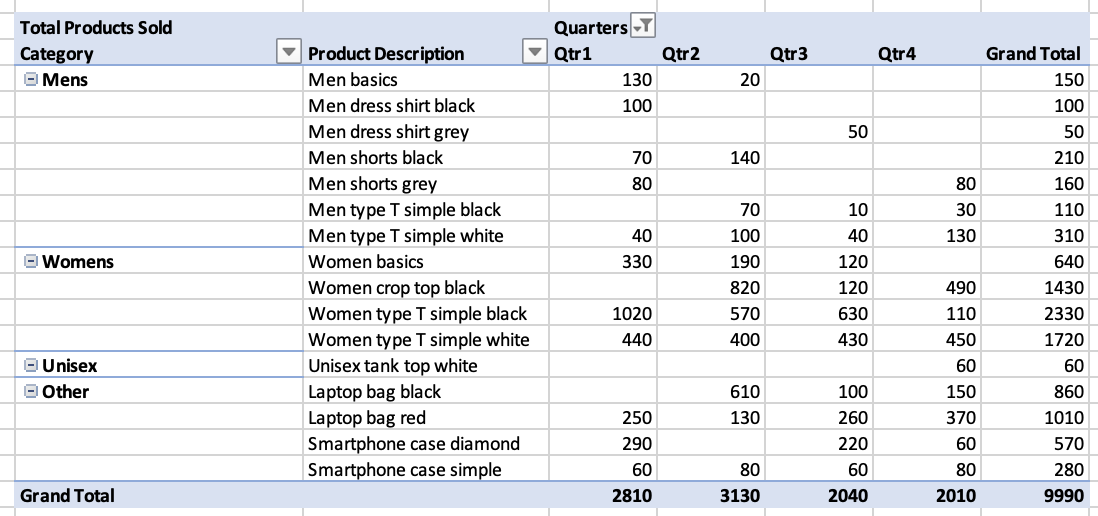 Total Products Sold Quarters
Category Product Description Qtr1 Qtr2 Qtr3 Qtr4 Grand Total
Mens Men basics 130 20 150
Men dress shirt black 100 100
Men dress shirt grey 50 50
Men shorts black 70 140 210
Men shorts grey 80 80 160
Men type T simple black 70 10 30 110
Men type T simple white 40 100 40 130 310
Womens Women basics 330 190 120 640
Women crop top black 820 120 490 1430
Women type T simple black 1020 570 630 110 2330
Women type T simple white 440 400 430 450 1720
Unisex Unisex tank top white 60 60
Other Laptop bag black 610 100 150 860
Laptop bag red 250 130 260 370 1010
Smartphone case diamond 290 220 60 570
Smartphone case simple 60 80 60 80 280
Grand Total 2810 3130 2040 2010 9990